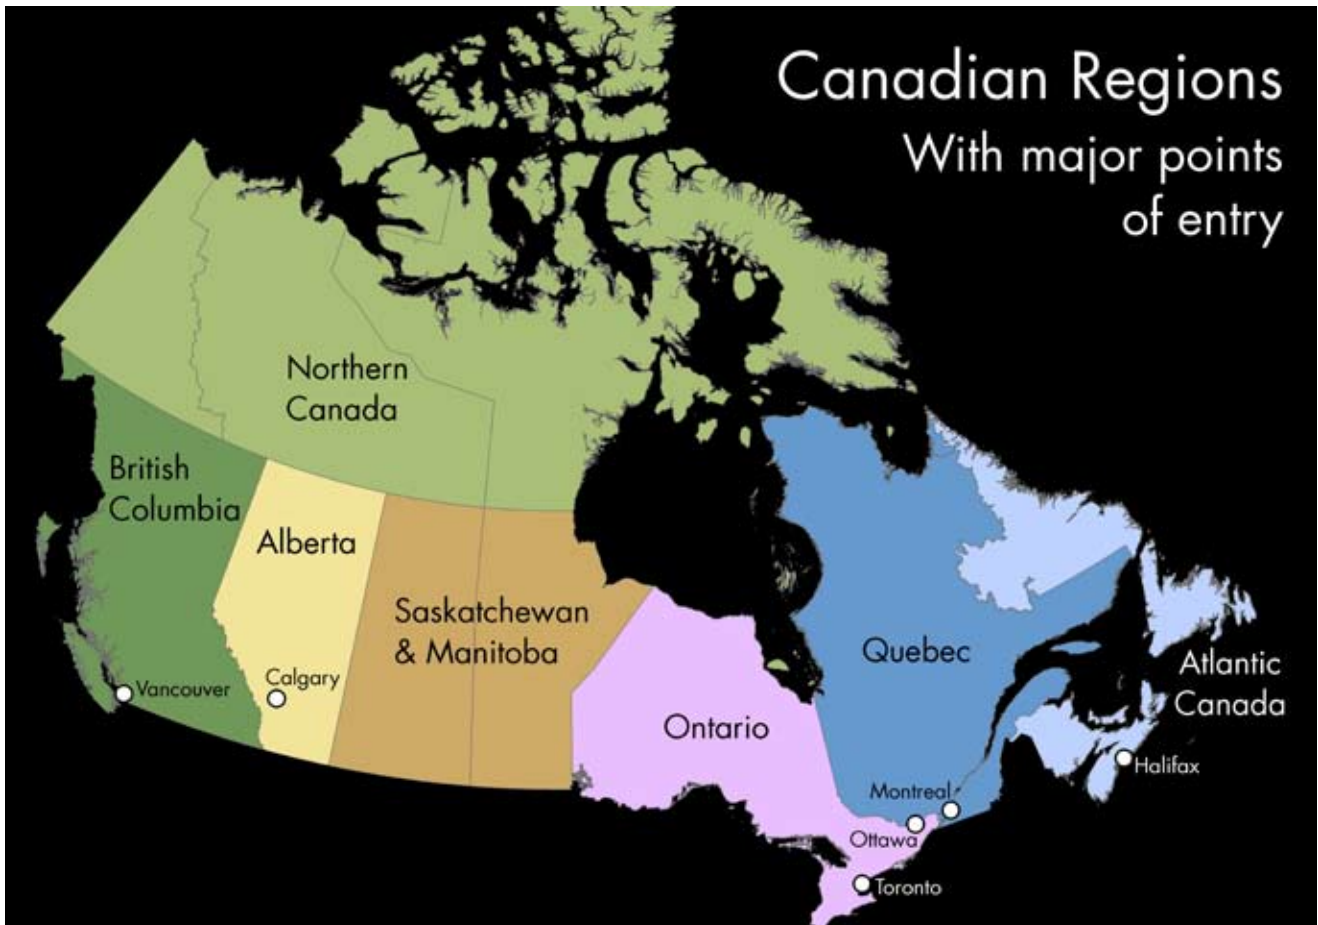 Canadian Regions
With major points
of entry
Northern
Canada
British
Columbia
Alberta
Saskatchewan
& Manitoba
Quebec
Atlantic
Canada
Ontario
Vancouver
Calgary
Halifax
Montreal
Ottawa
Toronto